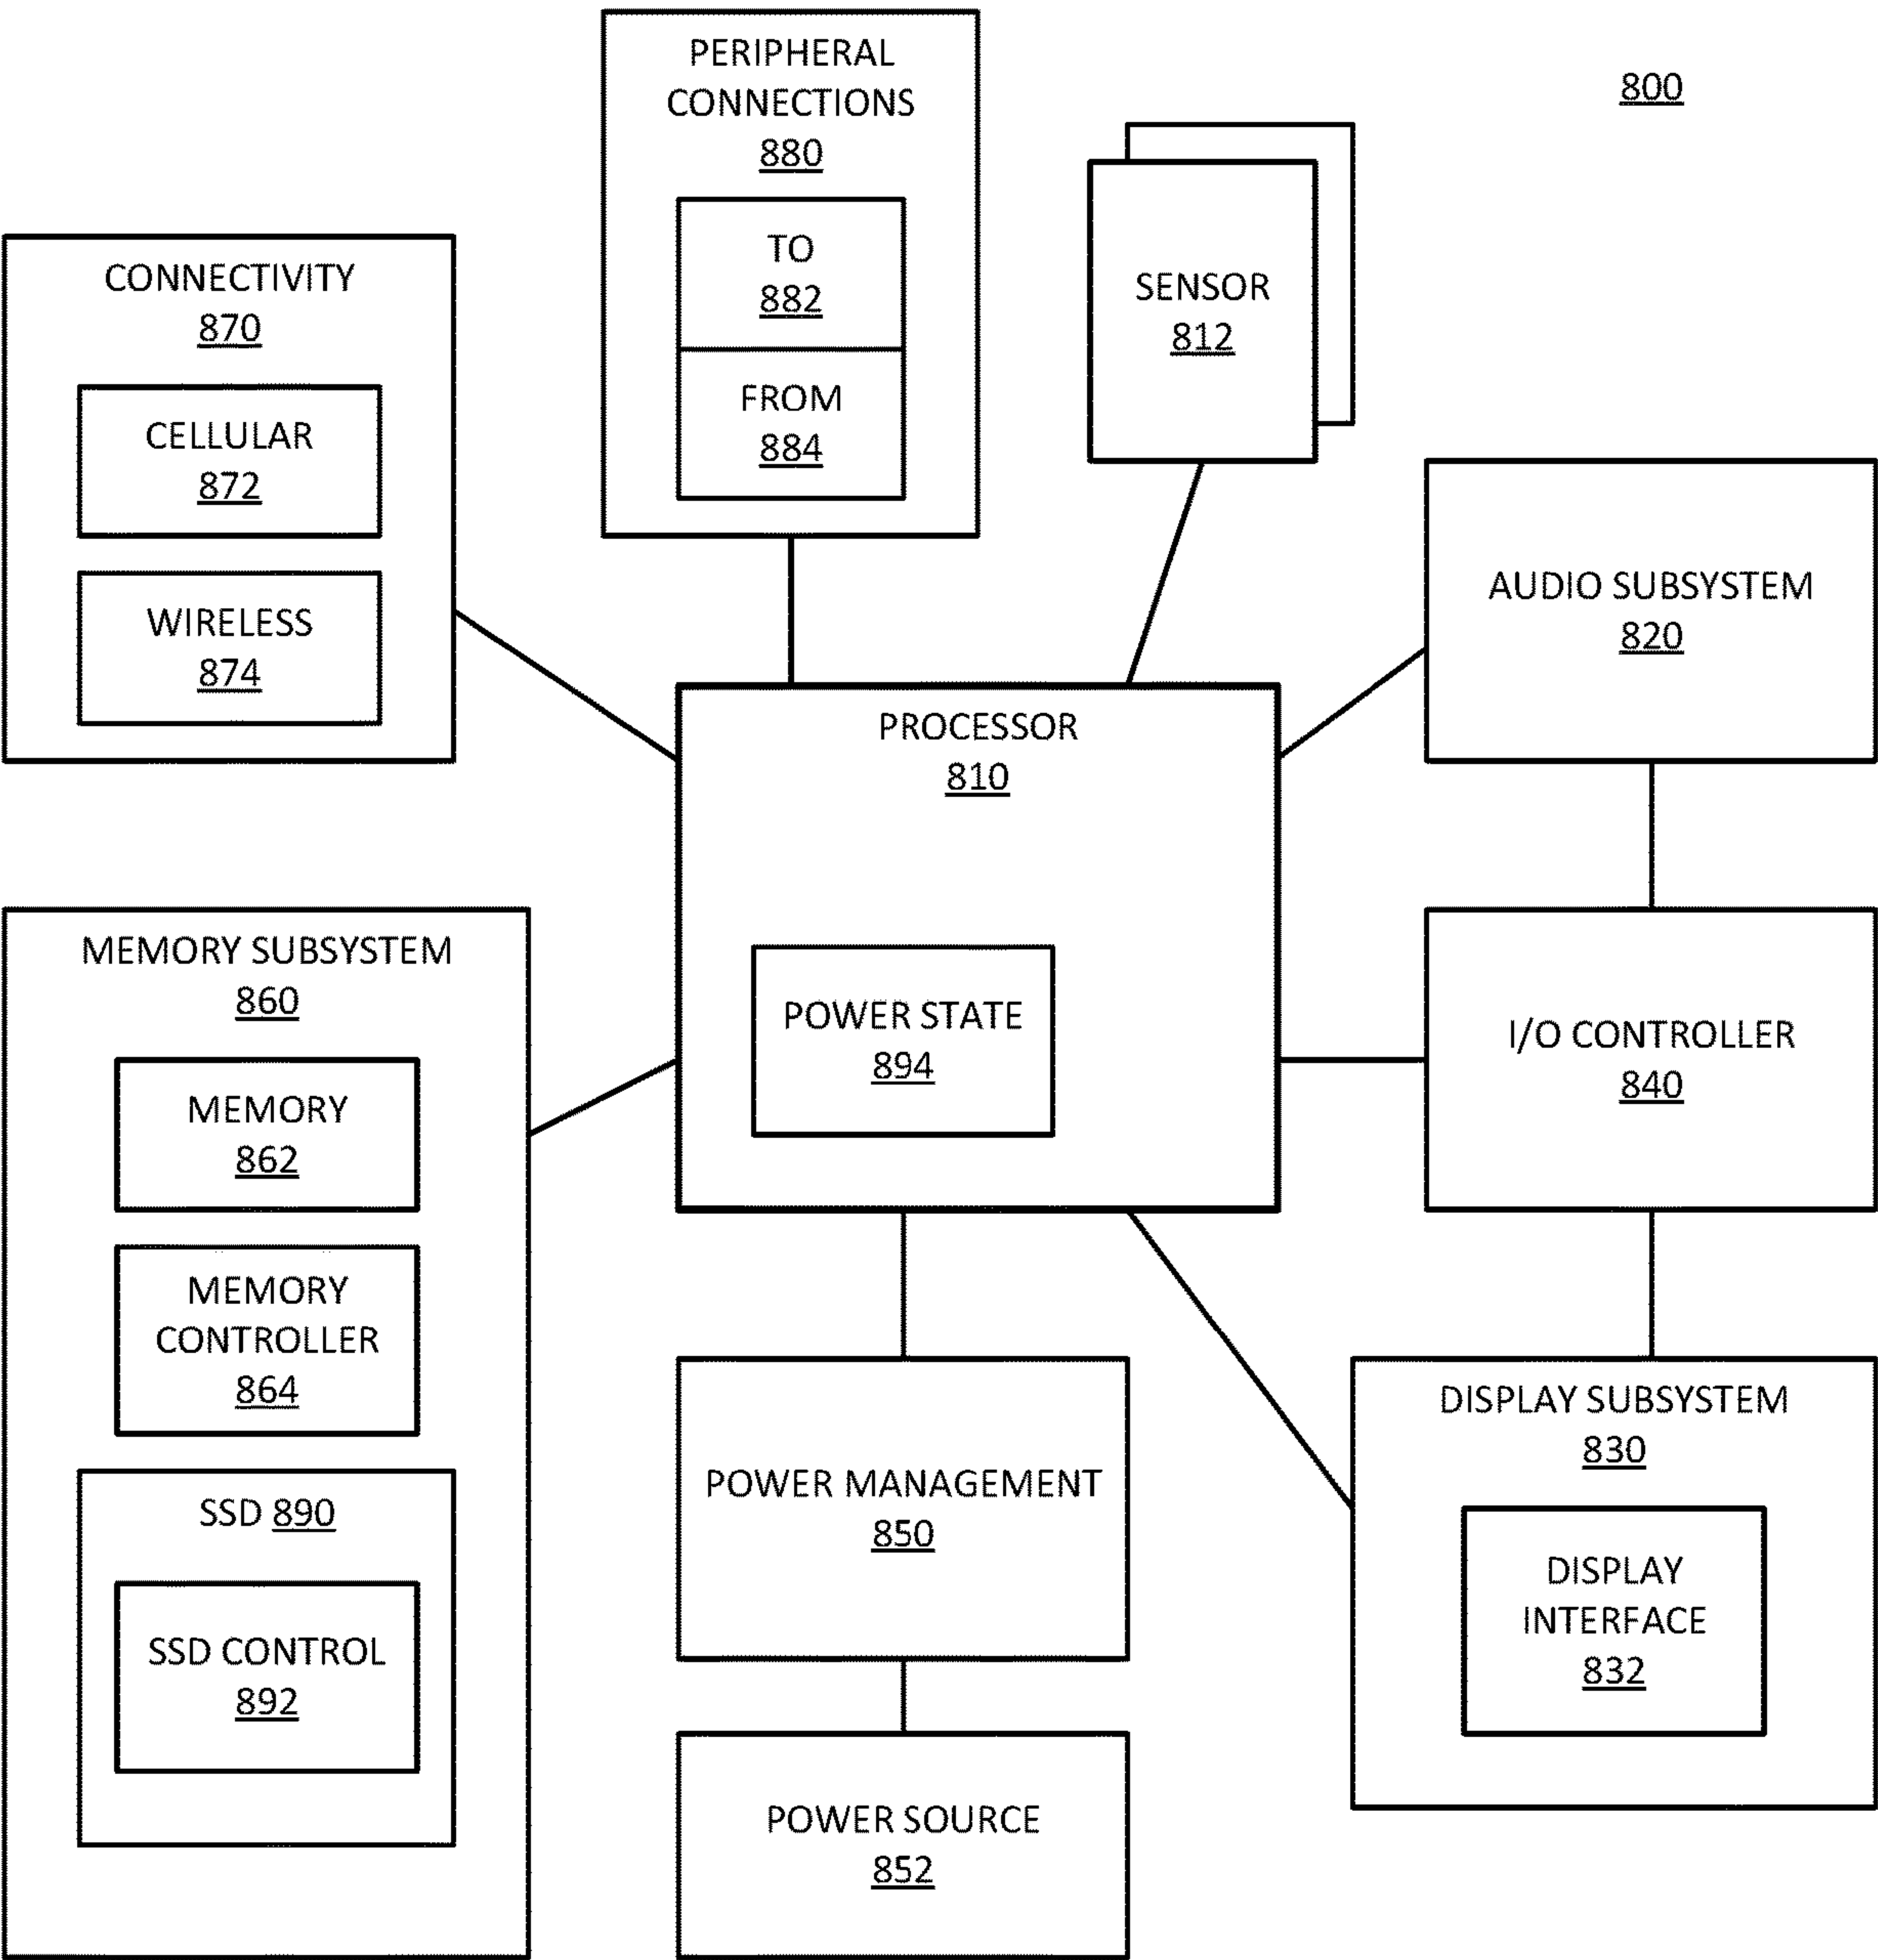 PERIPHERAL
CONNECTIONS
880
TO
882
FROM
884
800
SENSOR
812
CONNECTIVITY
870
CELLULAR
872
WIRELESS
874
AUDIO SUBSYSTEM
820
PROCESSOR
810
POWER STATE
894
MEMORY SUBSYSTEM
860
MEMORY
862
MEMORY
CONTROLLER
864
SSD 890
SSD CONTROL
892
I/O CONTROLLER
840
POWER MANAGEMENT
850
POWER SOURCE
852
DISPLAY SUBSYSTEM
830
DISPLAY
INTERFACE
832